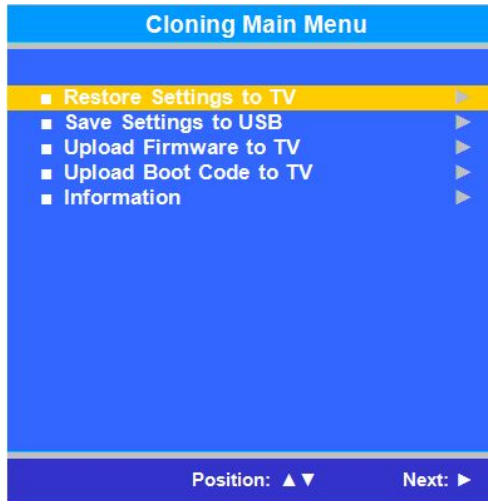 Cloning Main Menu
■ Restore Settings to TV ▶
■ Save Settings to USB ▶
■ Upload Firmware to TV ▶
■ Upload Boot Code to TV ▶
■ Information ▶
Position: ▲▼ Next: ▶